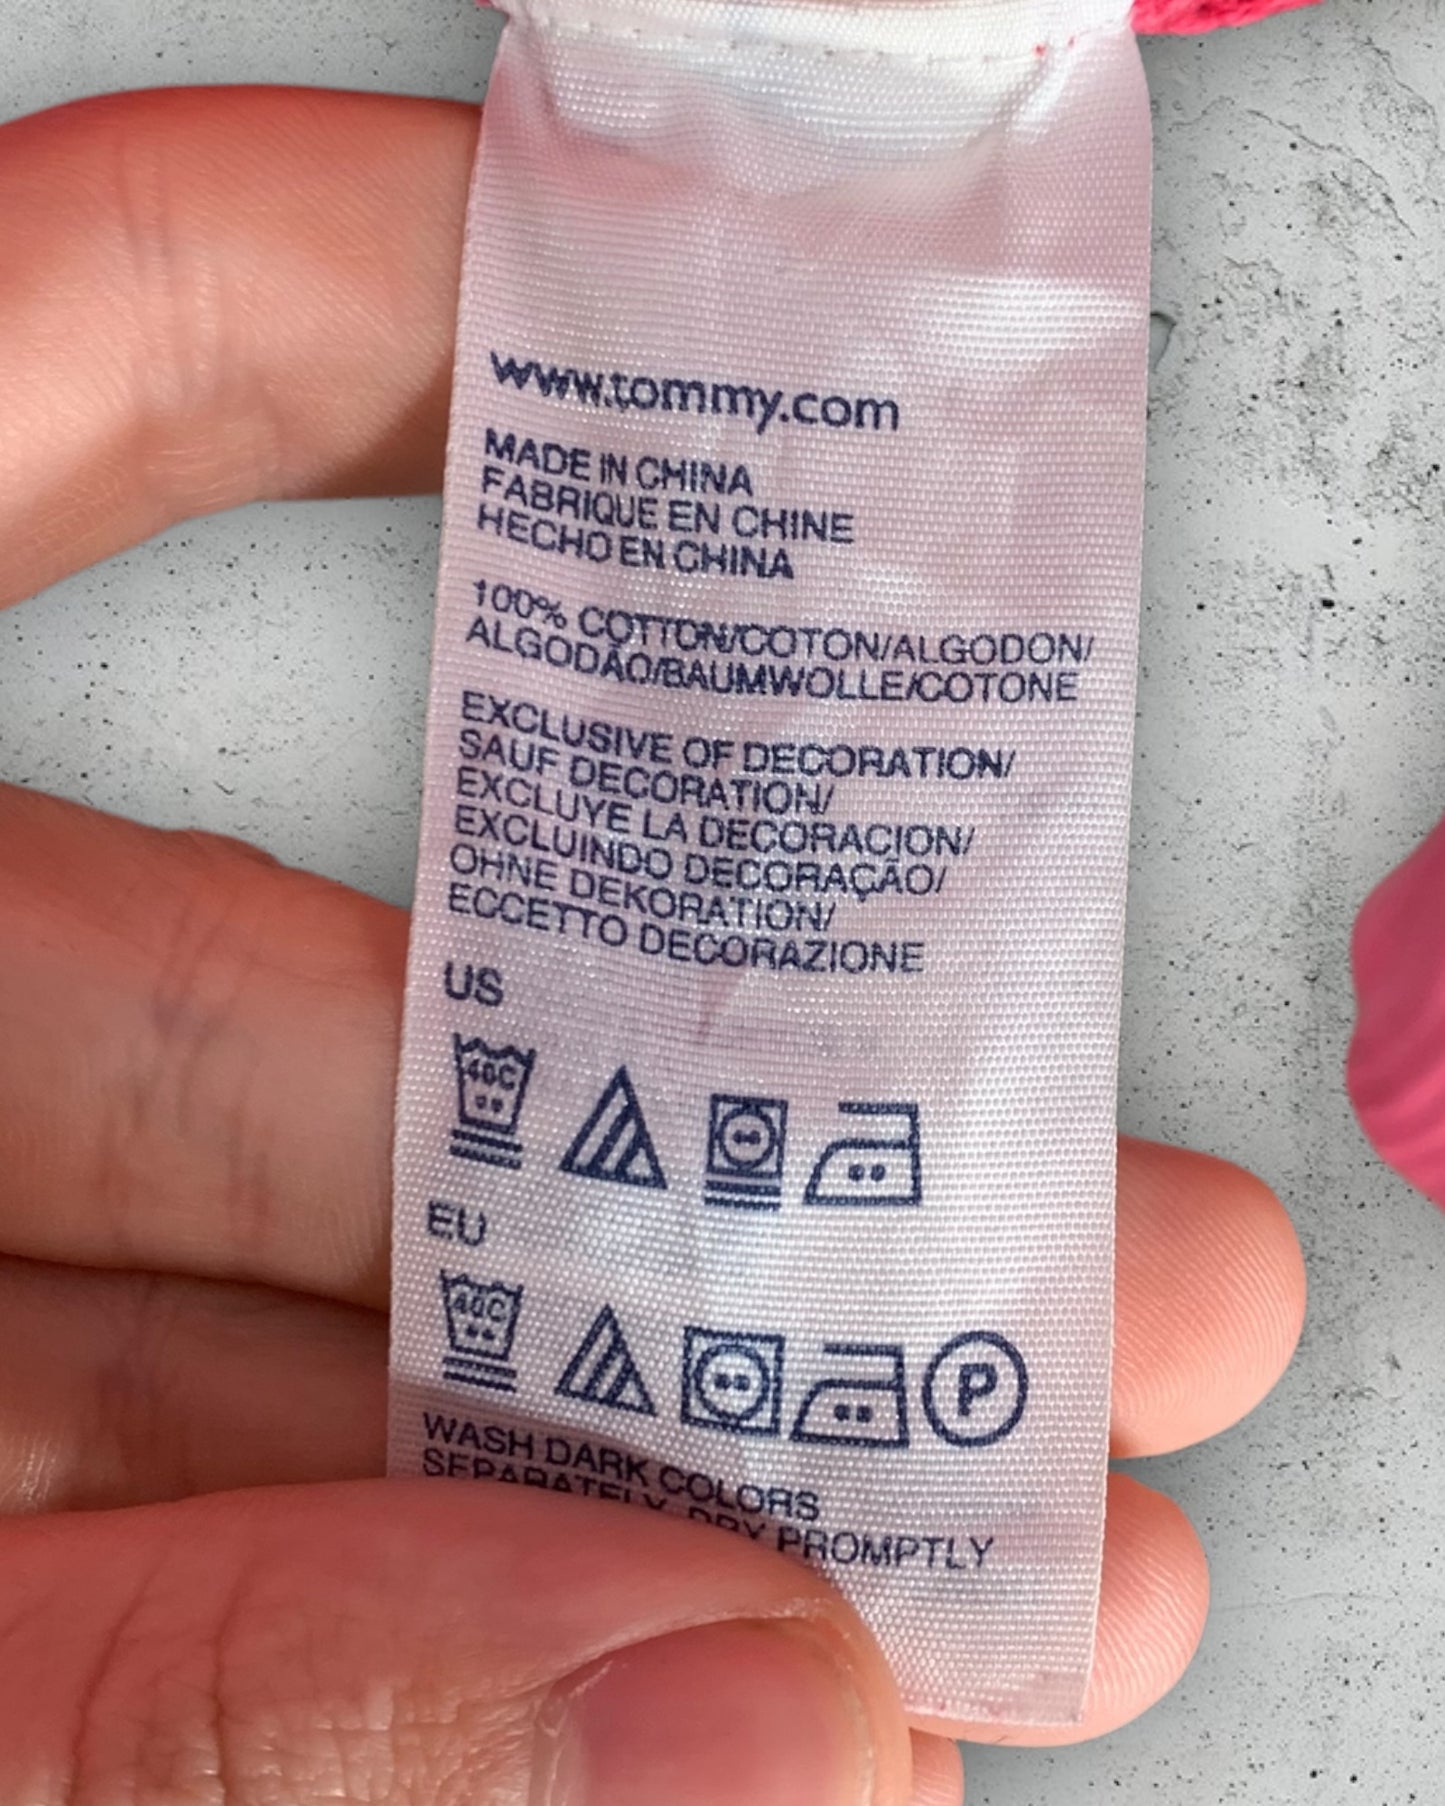 www.tommy.com
MADE IN CHINA
FABRIQUE EN CHINE
HECHO EN CHINA
100% COTTON/COTON/ALGODON/
ALGODÃO/BAUMWOLLE/COTONE
EXCLUSIVE OF DECORATION/
SAUF DECORATION/
EXCLUYE LA DECORACION/
EXCLUINDO DECORAÇÃO/
OHNE DEKORATION/
ECCETTO DECORAZIONE
US
40C
EU
40C
P
WASH DARK COLORS
SEPARATELY, DRY PROMPTLY